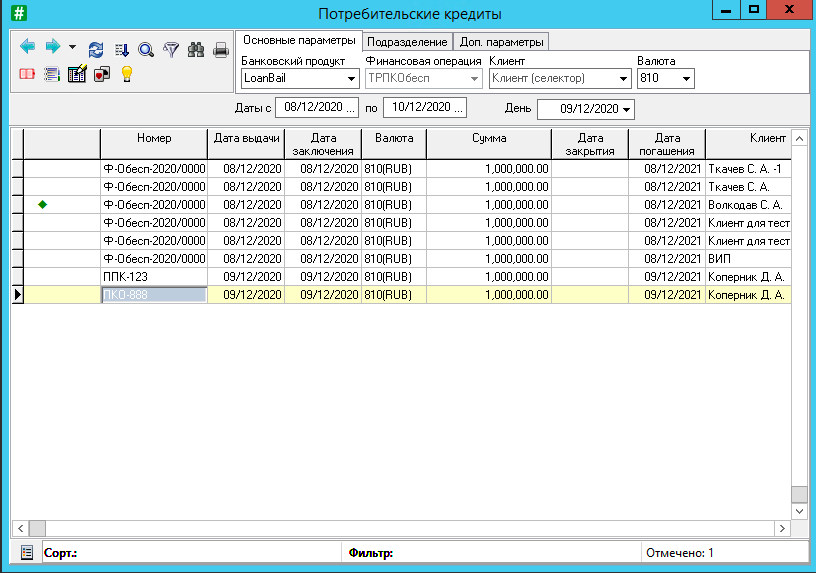 Потребительские кредиты
Основные параметры Подразделение Доп. параметры
Банковский продукт Финансовая операция Клиент Валюта
LoanBail ТРПКОбесп Клиент (селектор) 810
Даты с 08/12/2020 ... по 10/12/2020 ... День 09/12/2020
Номер Дата выдачи Дата заключения Валюта Сумма Дата закрытия Дата погашения Клиент
Ф-Обесп-2020/0000 08/12/2020 08/12/2020 810(RUB) 1,000,000.00 08/12/2021 Ткачев С. А. -1
Ф-Обесп-2020/0000 08/12/2020 08/12/2020 810(RUB) 1,000,000.00 08/12/2021 Ткачев С. А.
Ф-Обесп-2020/0000 08/12/2020 08/12/2020 810(RUB) 1,000,000.00 08/12/2021 Волкодав С. А.
Ф-Обесп-2020/0000 08/12/2020 08/12/2020 810(RUB) 1,000,000.00 08/12/2021 Клиент для тест
Ф-Обесп-2020/0000 08/12/2020 08/12/2020 810(RUB) 1,000,000.00 08/12/2021 Клиент для тест
Ф-Обесп-2020/0000 08/12/2020 08/12/2020 810(RUB) 1,000,000.00 08/12/2021 ВИП
ППК-123 09/12/2020 09/12/2020 810(RUB) 1,000,000.00 09/12/2021 Коперник Д. А.
ПКО-888 09/12/2020 09/12/2020 810(RUB) 1,000,000.00 09/12/2021 Коперник Д. А.
Сорт.: Фильтр: Отмечено: 1